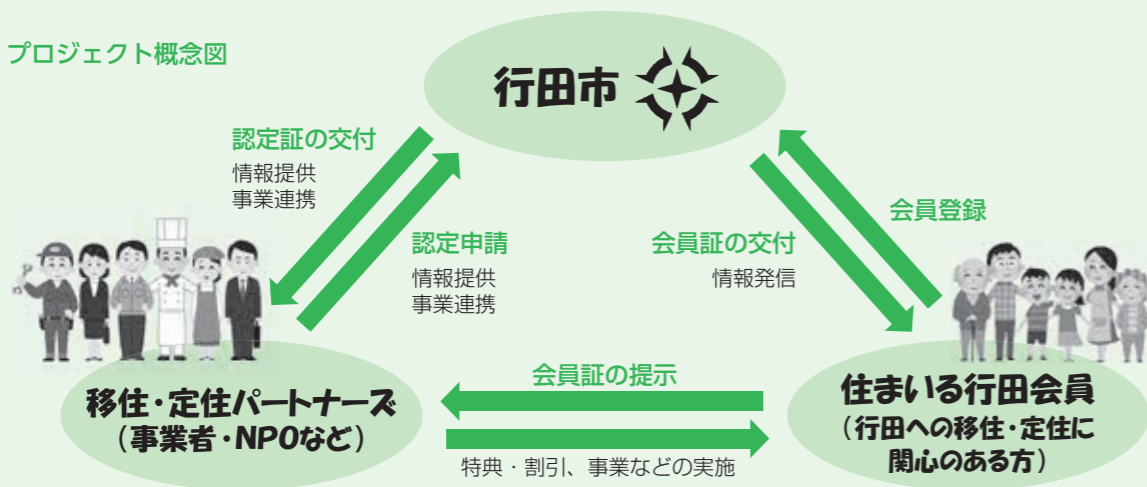 プロジェクト概念図
行田市
認定証の交付
情報提供
事業連携
認定申請
情報提供
事業連携
会員証の交付
情報発信
会員登録
会員証の提示
特典・割引、事業などの実施
移住・定住パートナーズ
（事業者・NPOなど）
住まいる行田会員
（行田への移住・定住に
関心のある方）